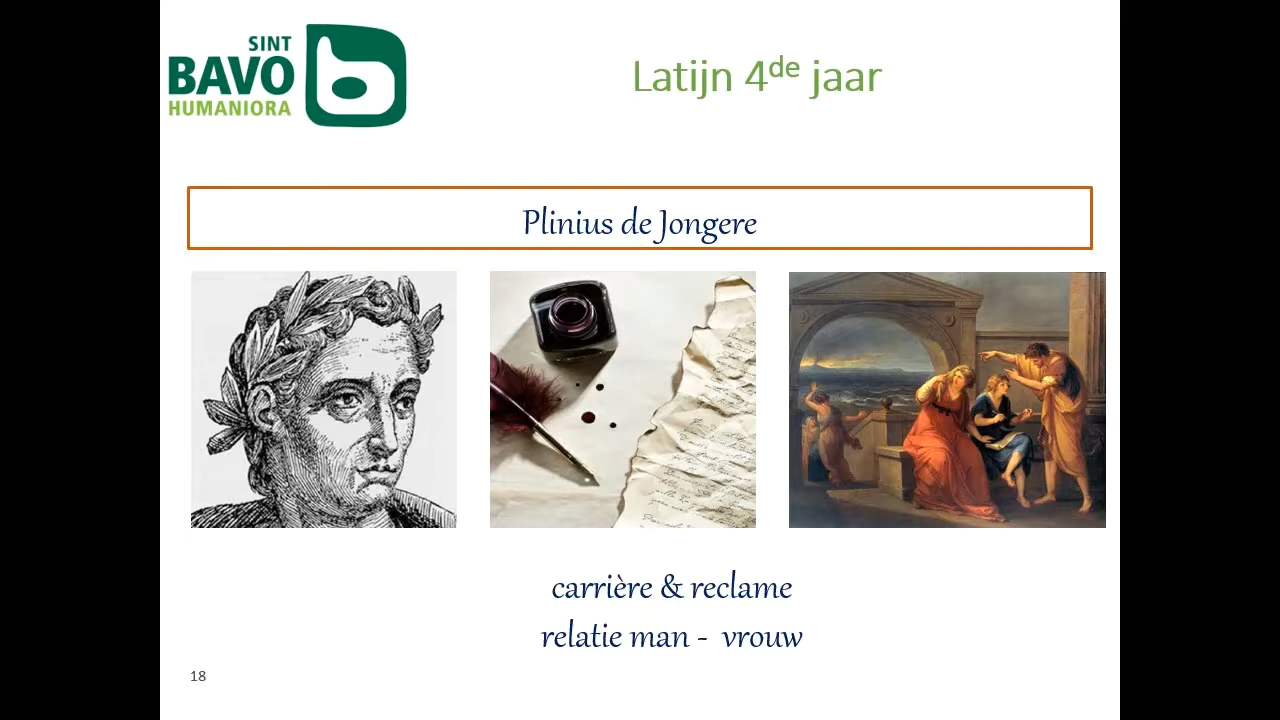 SINT
BAVO
HUMANIORA
Latijn 4de jaar
Plinius de Jongere
carrière & reclame
relatie man - vrouw
18